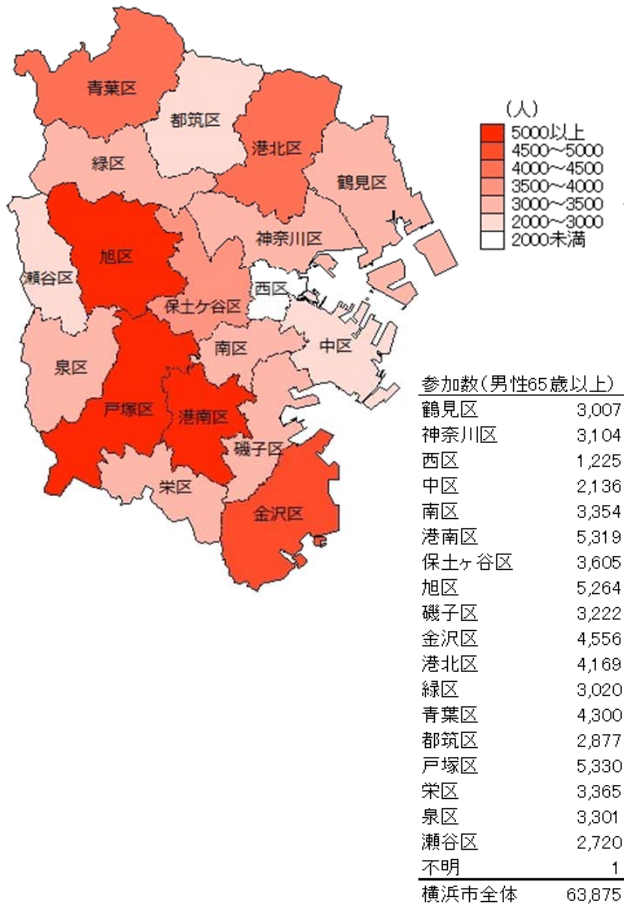 青葉区
都筑区
港北区
緑区
鶴見区
神奈川区
旭区
瀬谷区
西区
保土ケ谷区
南区
中区
泉区
戸塚区
港南区
磯子区
栄区
金沢区
(人)
5000以上
4500～5000
4000～4500
3500～4000
3000～3500
2000～3000
2000未満
参加数(男性65歳以上)
鶴見区 3,007
神奈川区 3,104
西区 1,225
中区 2,136
南区 3,354
港南区 5,319
保土ヶ谷区 3,605
旭区 5,264
磯子区 3,222
金沢区 4,556
港北区 4,169
緑区 3,020
青葉区 4,300
都筑区 2,877
戸塚区 5,330
栄区 3,365
泉区 3,301
瀬谷区 2,720
不明 1
横浜市全体 63,875